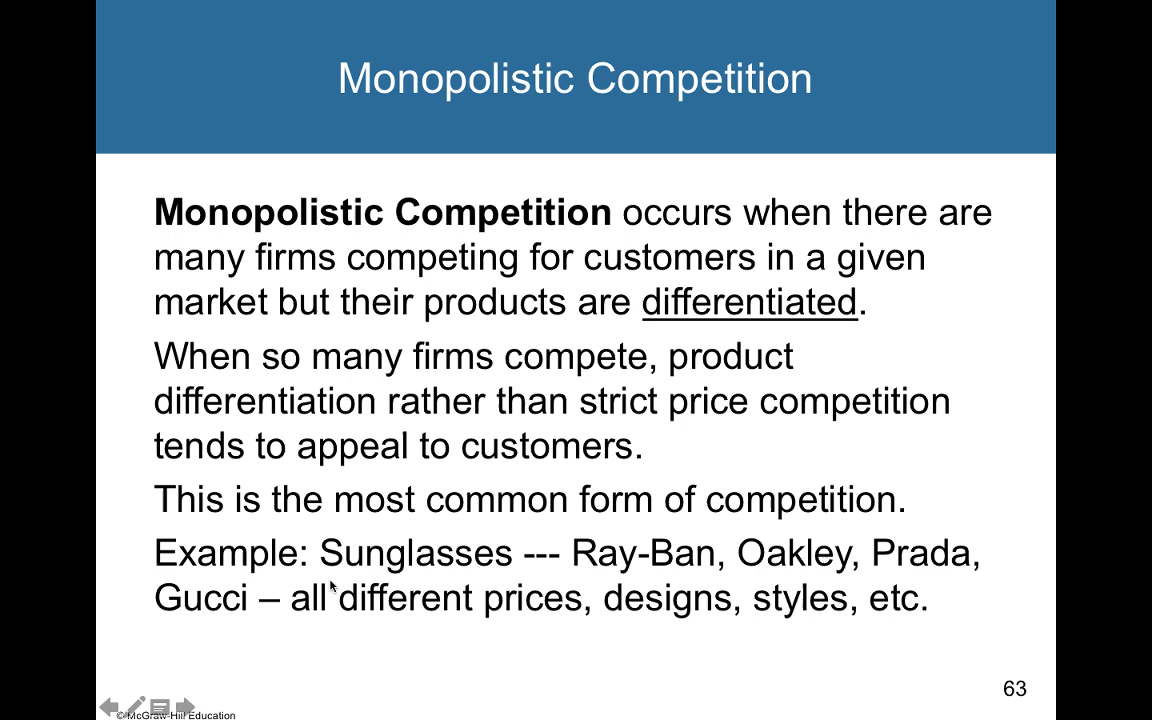 Monopolistic Competition
Monopolistic Competition occurs when there are
many firms competing for customers in a given
market but their products are differentiated.
When so many firms compete, product
differentiation rather than strict price competition
tends to appeal to customers.
This is the most common form of competition.
Example: Sunglasses --- Ray-Ban, Oakley, Prada,
Gucci – all different prices, designs, styles, etc.
63
© McGraw-Hill Education